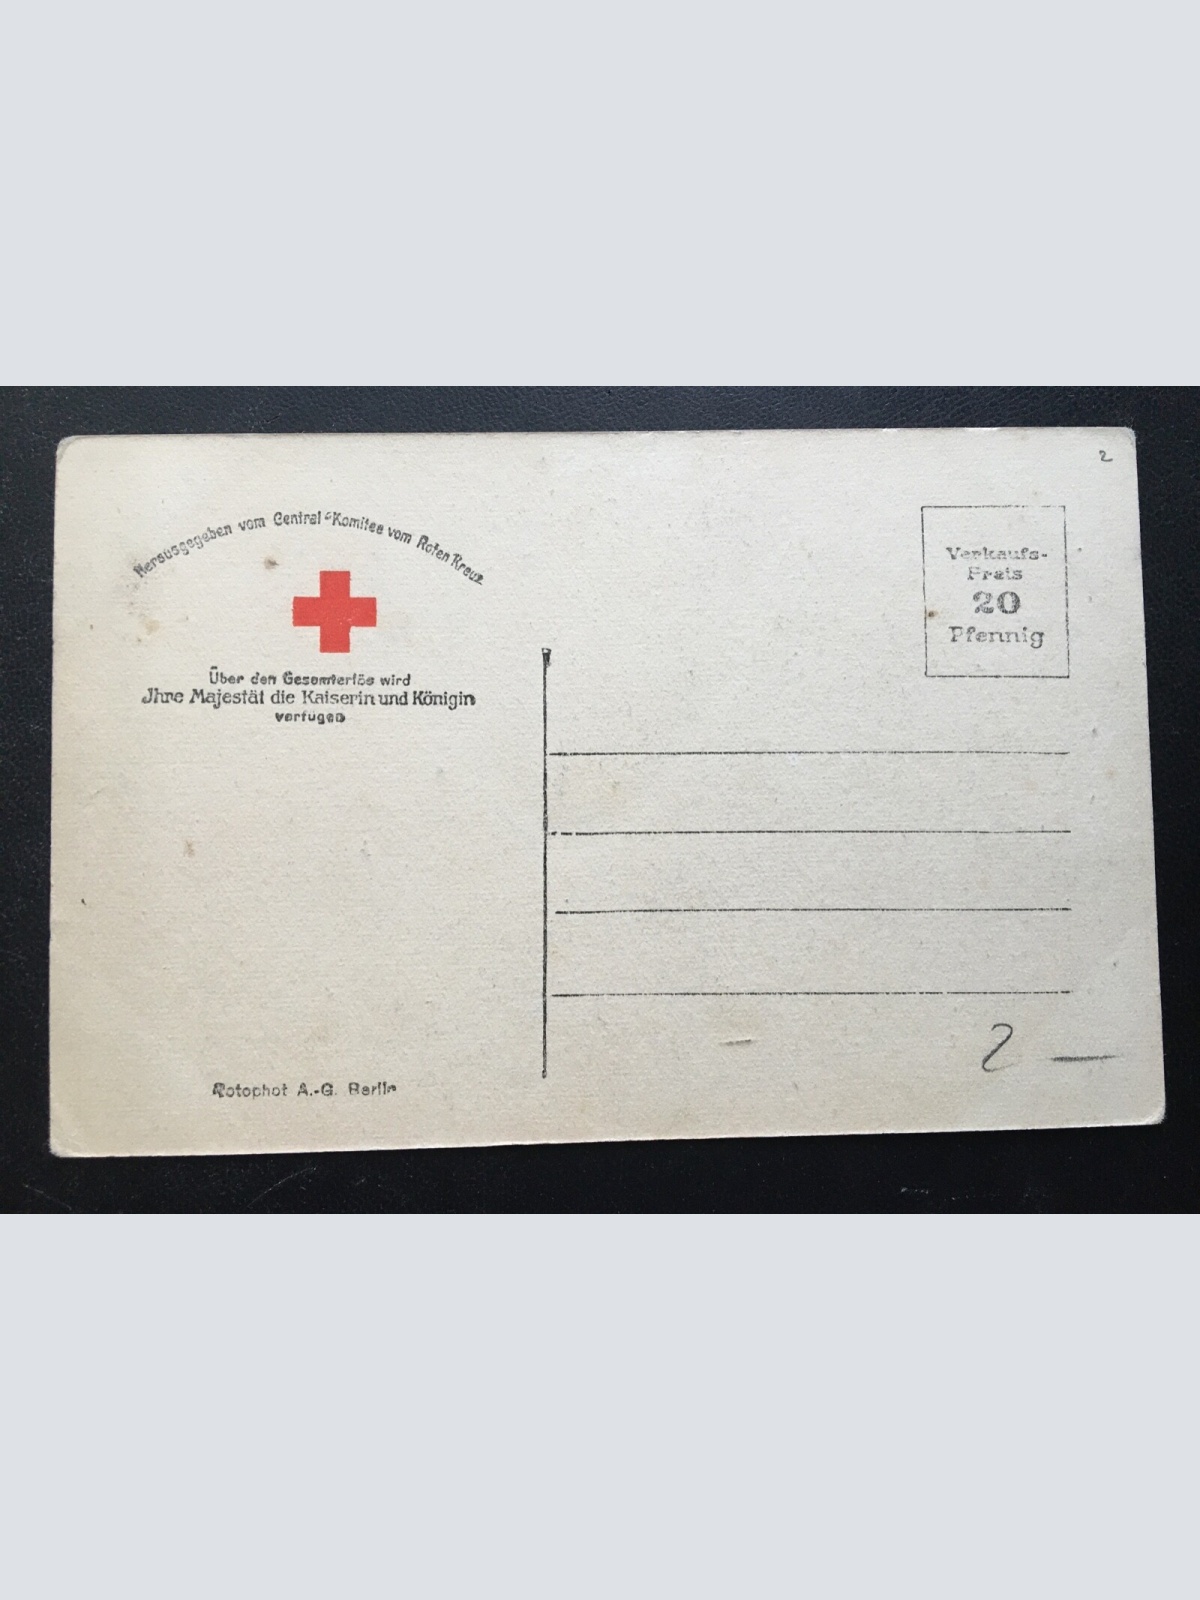 2
Herausgegeben vom Central-Komitee vom Roten Kreuz
Verkaufs-
Preis
20
Pfennig
Über den Gesamterlös wird
Jhre Majestät die Kaiserin und Königin
verfügen
2 —
Rotophot A.-G. Berlin